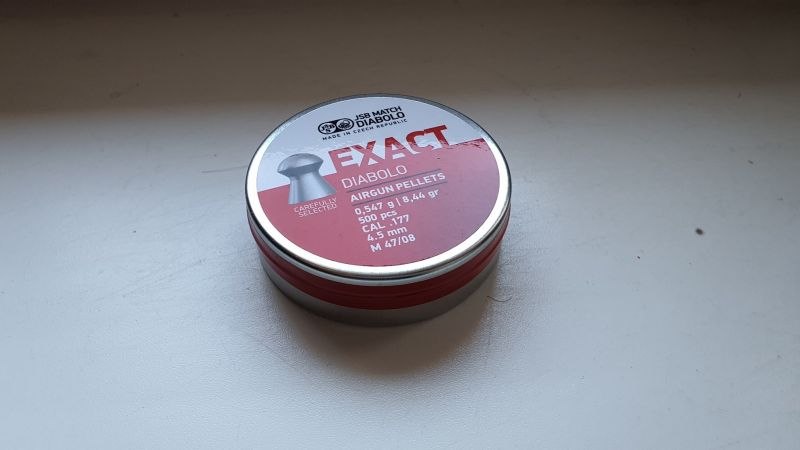 JSB MATCH
DIABOLO
MADE IN CZECH REPUBLIC
EXACT
DIABOLO
AIRGUN PELLETS
CAREFULLY
SELECTED
0,547 g | 8,44 gr
500 pcs
CAL .177
4.5 mm
M 47/08